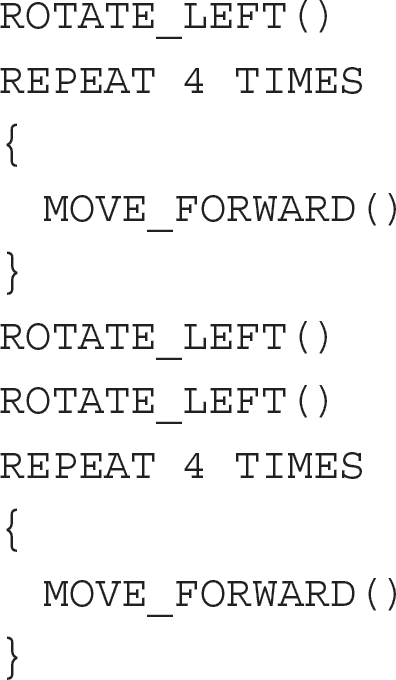 ROTATE_LEFT()
REPEAT 4 TIMES
{
  MOVE_FORWARD()
}
ROTATE_LEFT()
ROTATE_LEFT()
REPEAT 4 TIMES
{
  MOVE_FORWARD()
}